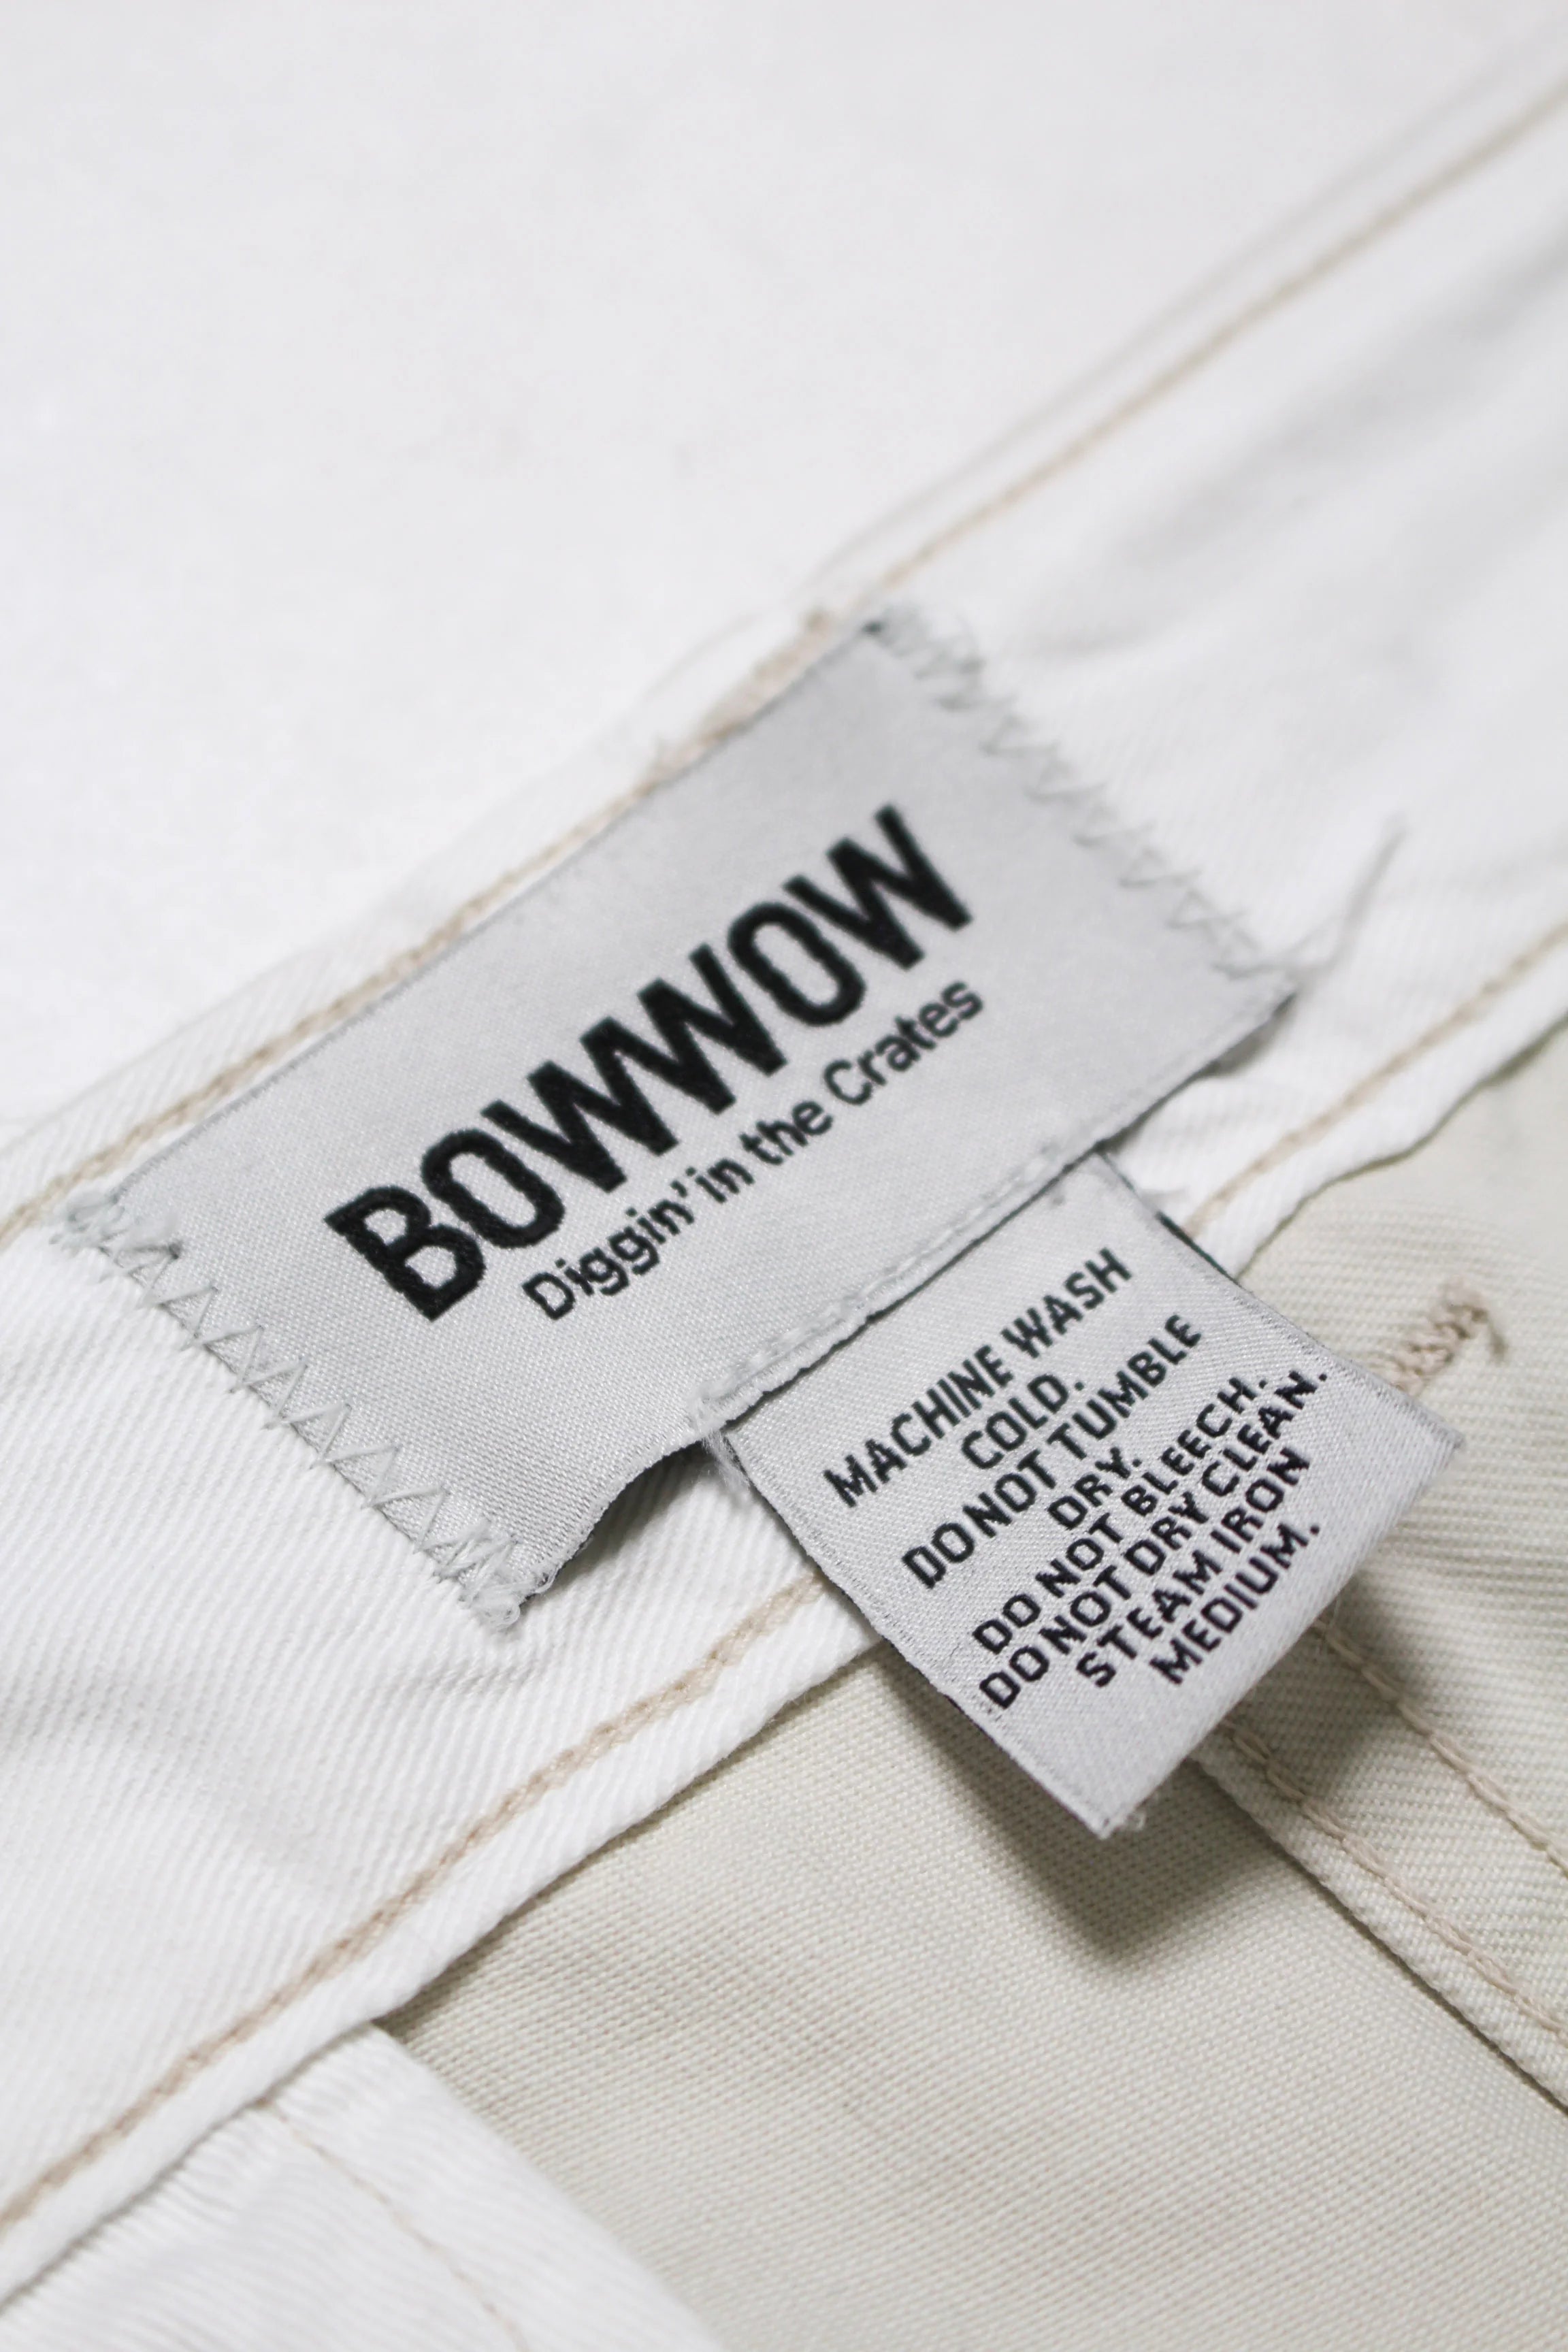 BOWWOW
Diggin' in the Crates
MACHINE WASH
COLD.
DO NOT TUMBLE
DRY.
DO NOT BLEECH.
DO NOT DRY CLEAN.
STEAM IRON
MEDIUM.